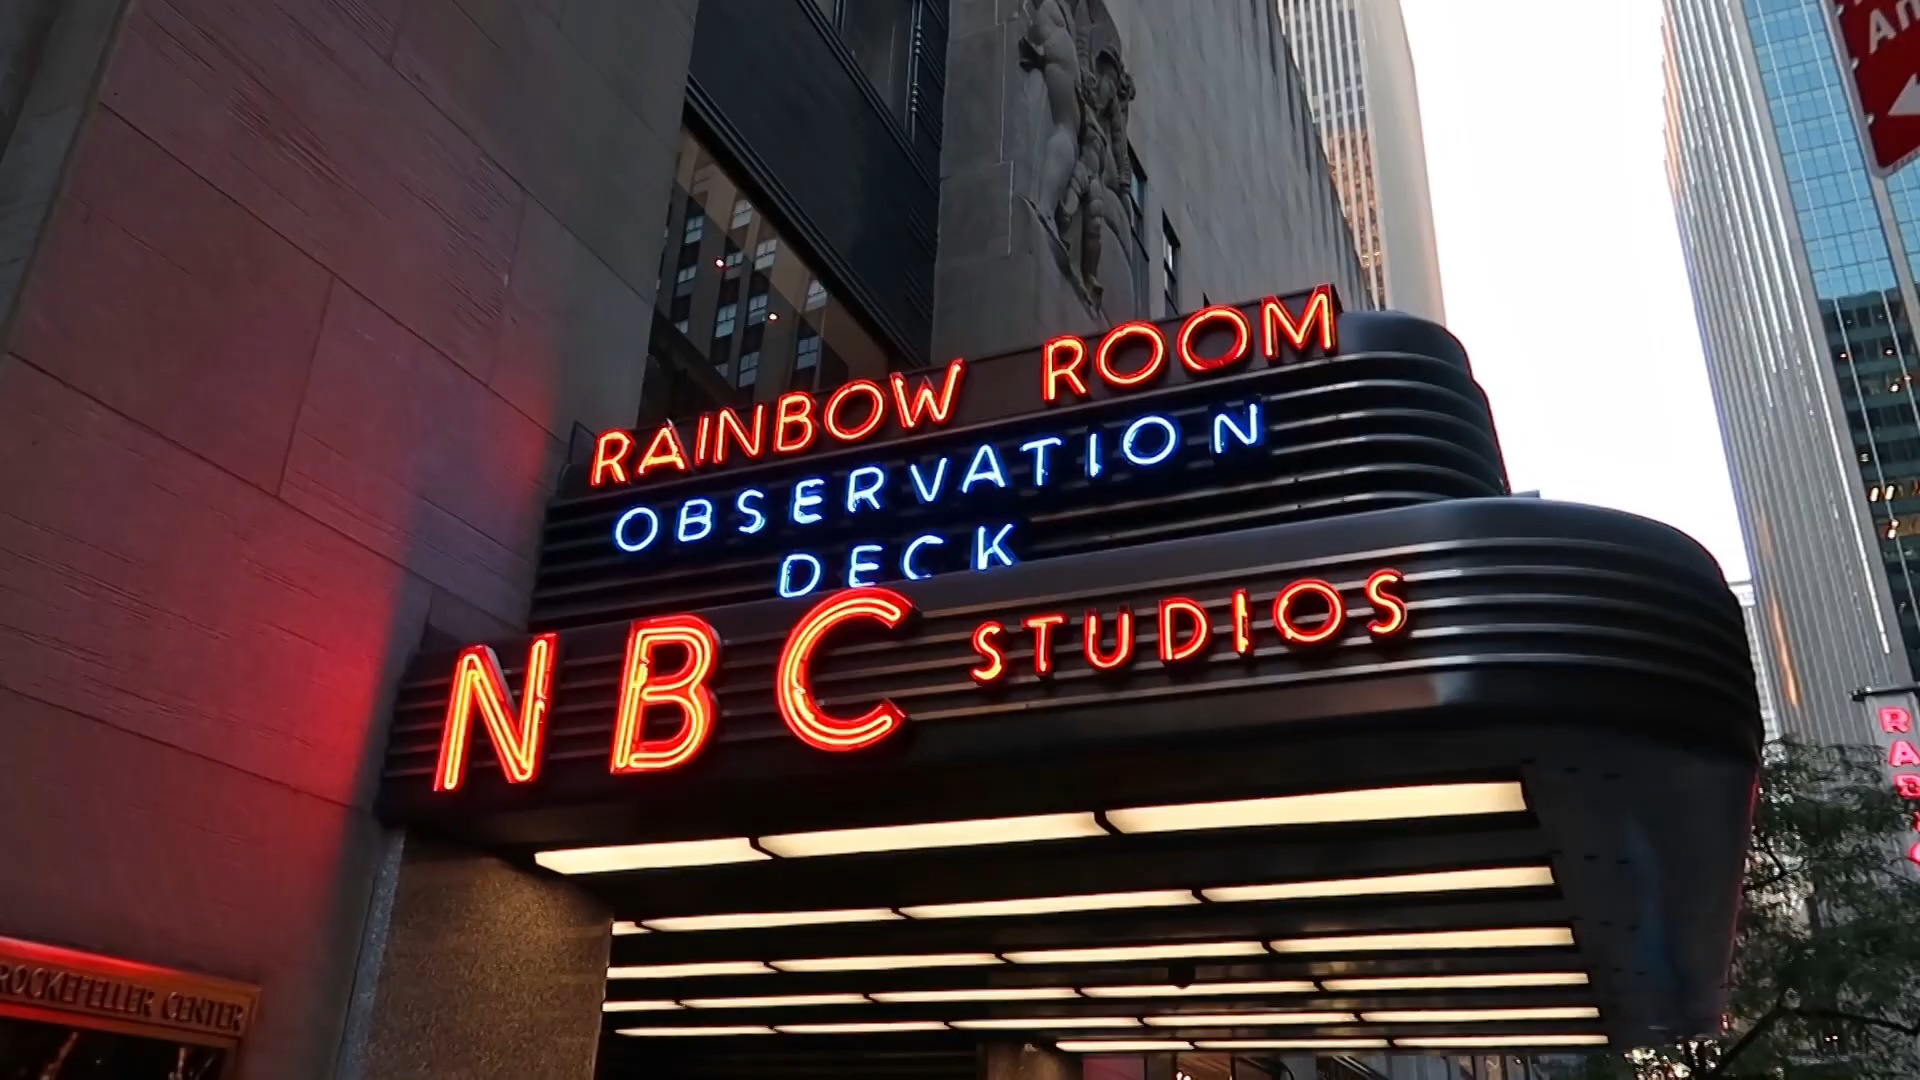 RAINBOW ROOM
OBSERVATION
DECK
NBC STUDIOS
ROCKEFELLER CENTER